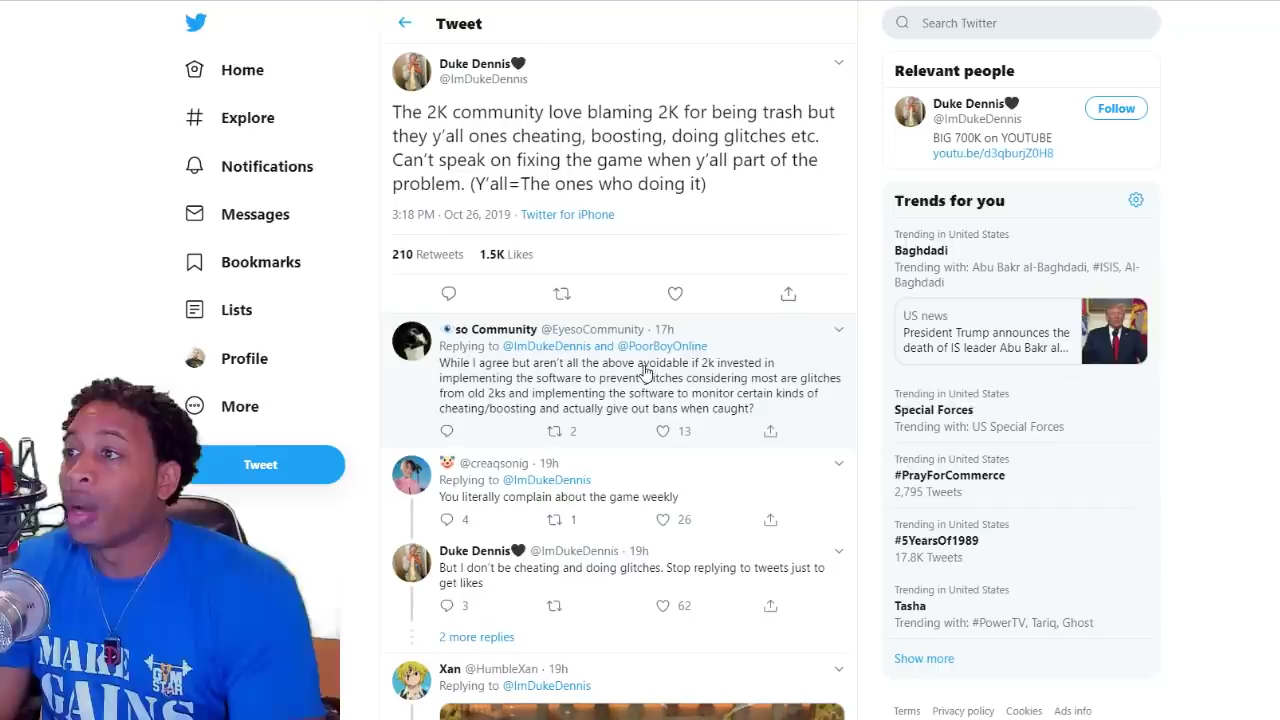 Home
Explore
Notifications
Messages
Bookmarks
Lists
Profile
More
Tweet
Tweet
Duke Dennis🖤
@ImDukeDennis
The 2K community love blaming 2K for being trash but
they y'all ones cheating, boosting, doing glitches etc.
Can't speak on fixing the game when y'all part of the
problem. (Y'all=The ones who doing it)
3:18 PM · Oct 26, 2019 · Twitter for iPhone
210 Retweets 1.5K Likes
so Community @EyesoCommunity · 17h
Replying to @ImDukeDennis and @PoorBoyOnline
While I agree but aren't all the above avoidable if 2k invested in
implementing the software to prevent glitches considering most are glitches
from old 2ks and implementing the software to monitor certain kinds of
cheating/boosting and actually give out bans when caught?
2 13
🤡 @creaqsonig · 19h
Replying to @ImDukeDennis
You literally complain about the game weekly
4 1 26
Duke Dennis🖤 @ImDukeDennis · 19h
But I don't be cheating and doing glitches. Stop replying to tweets just to
get likes
3 62
2 more replies
Xan @HumbleXan · 19h
Replying to @ImDukeDennis
Search Twitter
Relevant people
Duke Dennis🖤
@ImDukeDennis
Follow
BIG 700K on YOUTUBE
youtu.be/d3qburjZ0H8
Trends for you
Trending in United States
Baghdadi
Trending with: Abu Bakr al-Baghdadi, #ISIS, Al-
Baghdadi
US news
President Trump announces the
death of IS leader Abu Bakr al...
Trending in United States
Special Forces
Trending with: US Special Forces
Trending in United States
#PrayForCommerce
2,795 Tweets
Trending in United States
#5YearsOf1989
17.8K Tweets
Trending in United States
Tasha
Trending with: #PowerTV, Tariq, Ghost
Show more
Terms Privacy policy Cookies Ads info
MAKE
GAINS
GYM
STAR